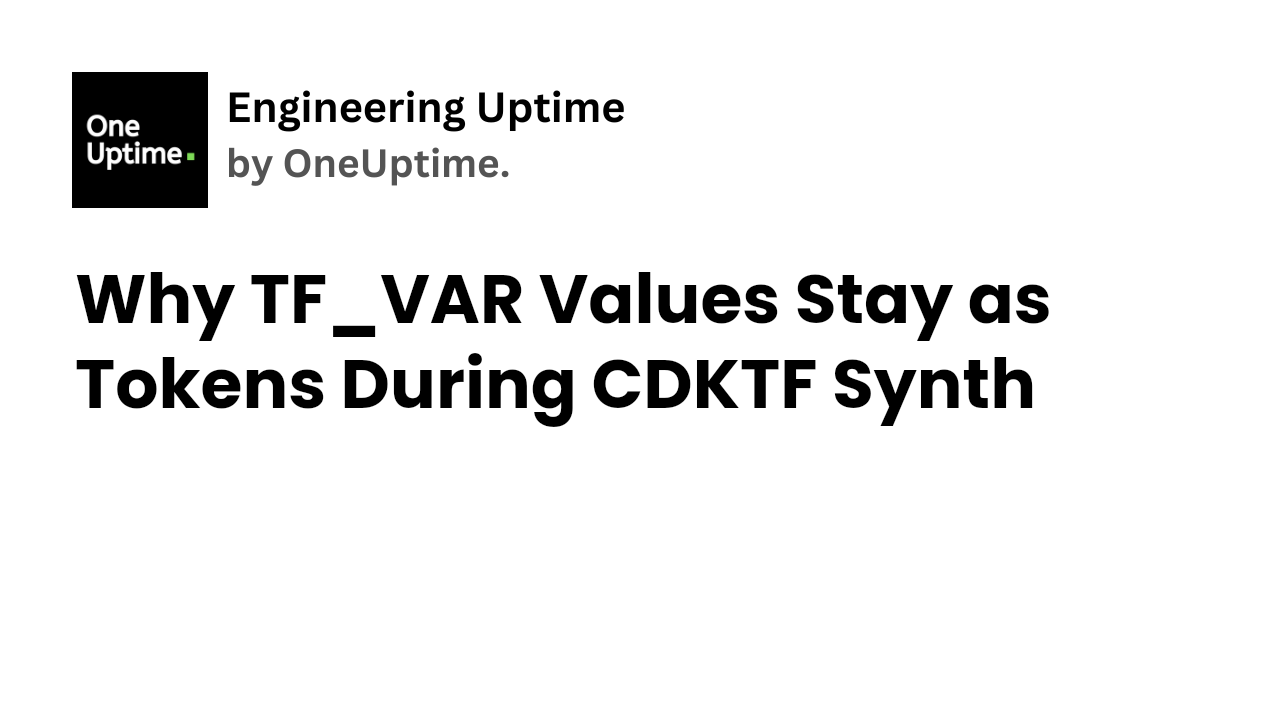 One
Uptime
Engineering Uptime
by OneUptime.
Why TF_VAR Values Stay as
Tokens During CDKTF Synth